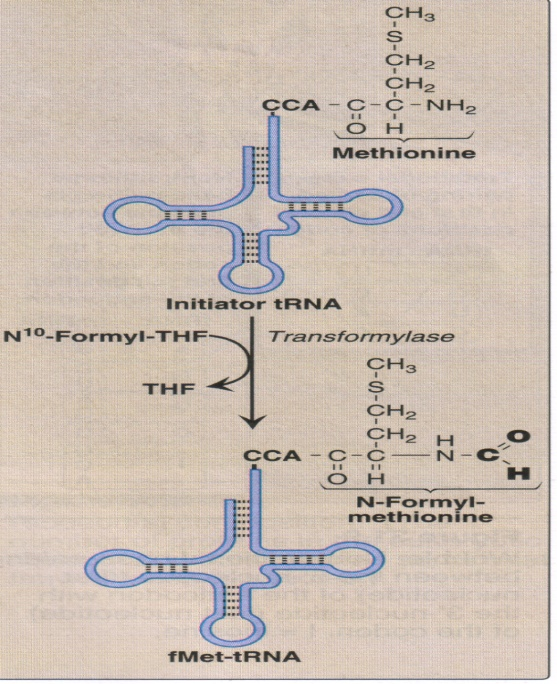 CH3
S
CH2
CH2
CCA - C - C - NH2
O H
Methionine
Initiator tRNA
N10-Formyl-THF
Transformylase
THF
CH3
S
CH2
CH2 H O
CCA - C - C - N - C
O H H
N-Formyl-
methionine
fMet-tRNA